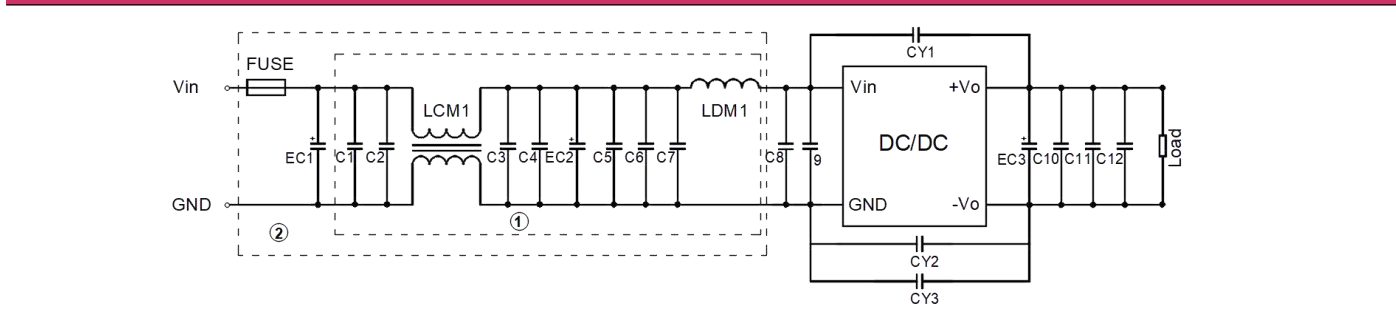 CY1
FUSE
Vin
LCM1
LDM1
Vin
+Vo
DC/DC
EC1
C1
C2
C3
C4
EC2
C5
C6
C7
C8
9
EC3
C10
C11
C12
Load
GND
GND
-Vo
①
②
CY2
CY3